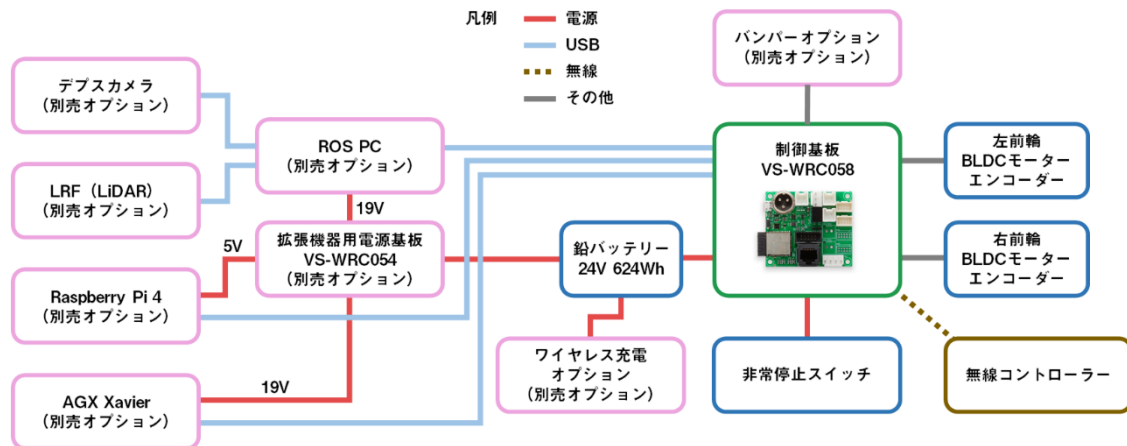 凡例
電源
USB
無線
その他
バンパーオプション
(別売オプション)
デプスカメラ
(別売オプション)
ROS PC
(別売オプション)
制御基板
VS-WRC058
左前輪
BLDCモーター
エンコーダー
LRF（LiDAR）
(別売オプション)
19V
5V
拡張機器用電源基板
VS-WRC054
(別売オプション)
鉛バッテリー
24V 624Wh
右前輪
BLDCモーター
エンコーダー
Raspberry Pi 4
(別売オプション)
ワイヤレス充電
オプション
(別売オプション)
非常停止スイッチ
無線コントローラー
19V
AGX Xavier
(別売オプション)